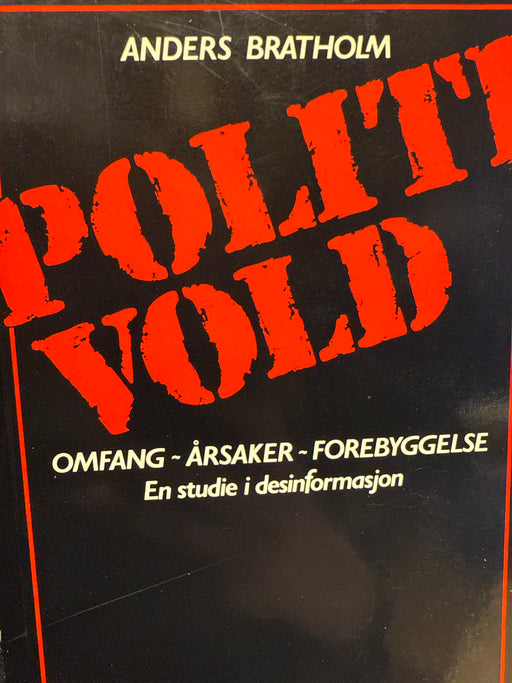 ANDERS BRATHOLM
POLITI
VOLD
OMFANG ~ ÅRSAKER ~ FOREBYGGELSE
En studie i desinformasjon